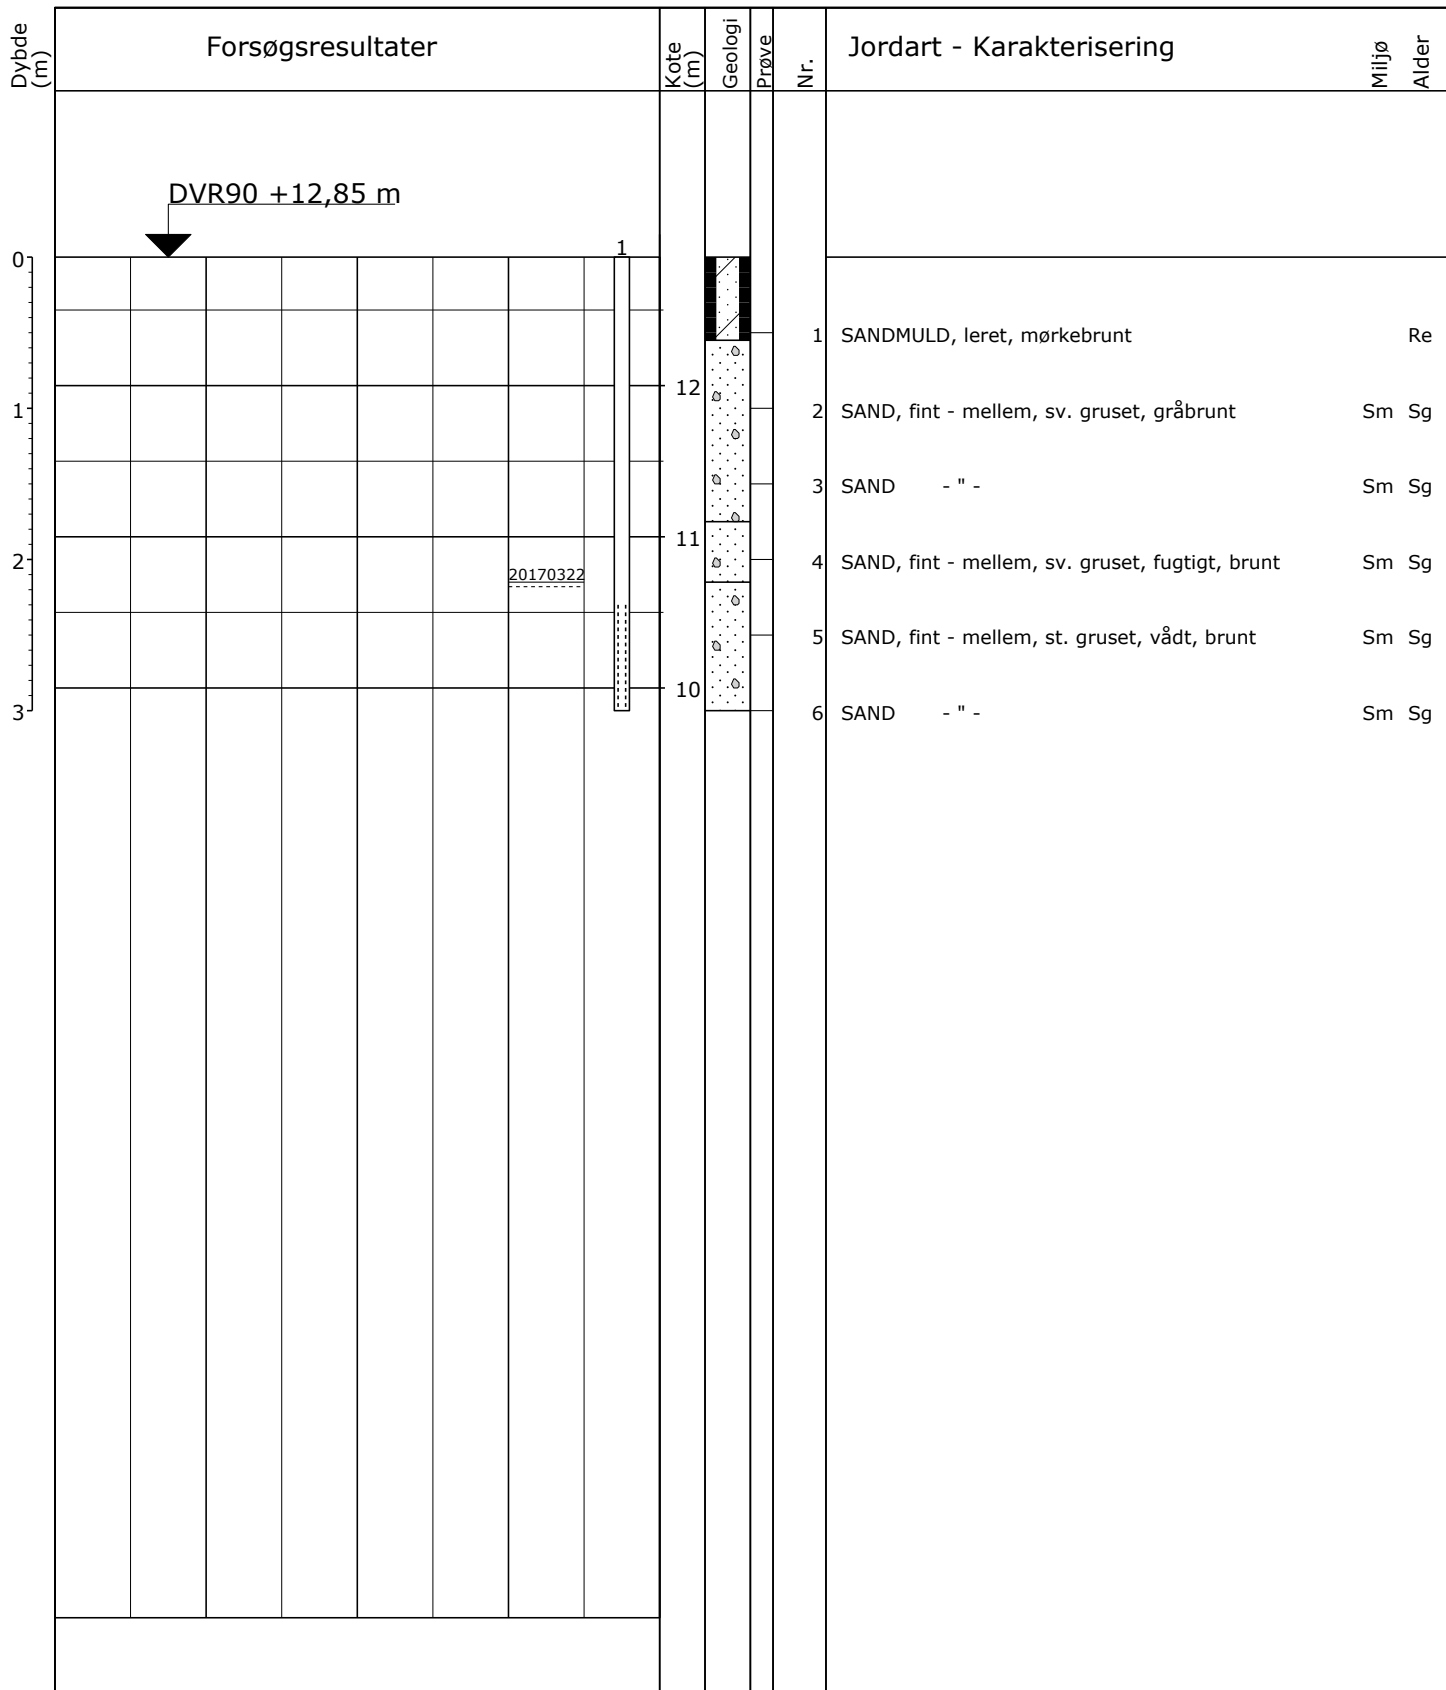 Dybde (m) Forsøgsresultater Kote (m) Geologi Prøve Nr. Jordart - Karakterisering Miljø Alder
DVR90 +12,85 m
1
0
1 SANDMULD, leret, mørkebrunt Re
12
1 2 SAND, fint - mellem, sv. gruset, gråbrunt Sm Sg
3 SAND - " - Sm Sg
11
2 4 SAND, fint - mellem, sv. gruset, fugtigt, brunt Sm Sg
20170322
5 SAND, fint - mellem, st. gruset, vådt, brunt Sm Sg
10
3 6 SAND - " - Sm Sg